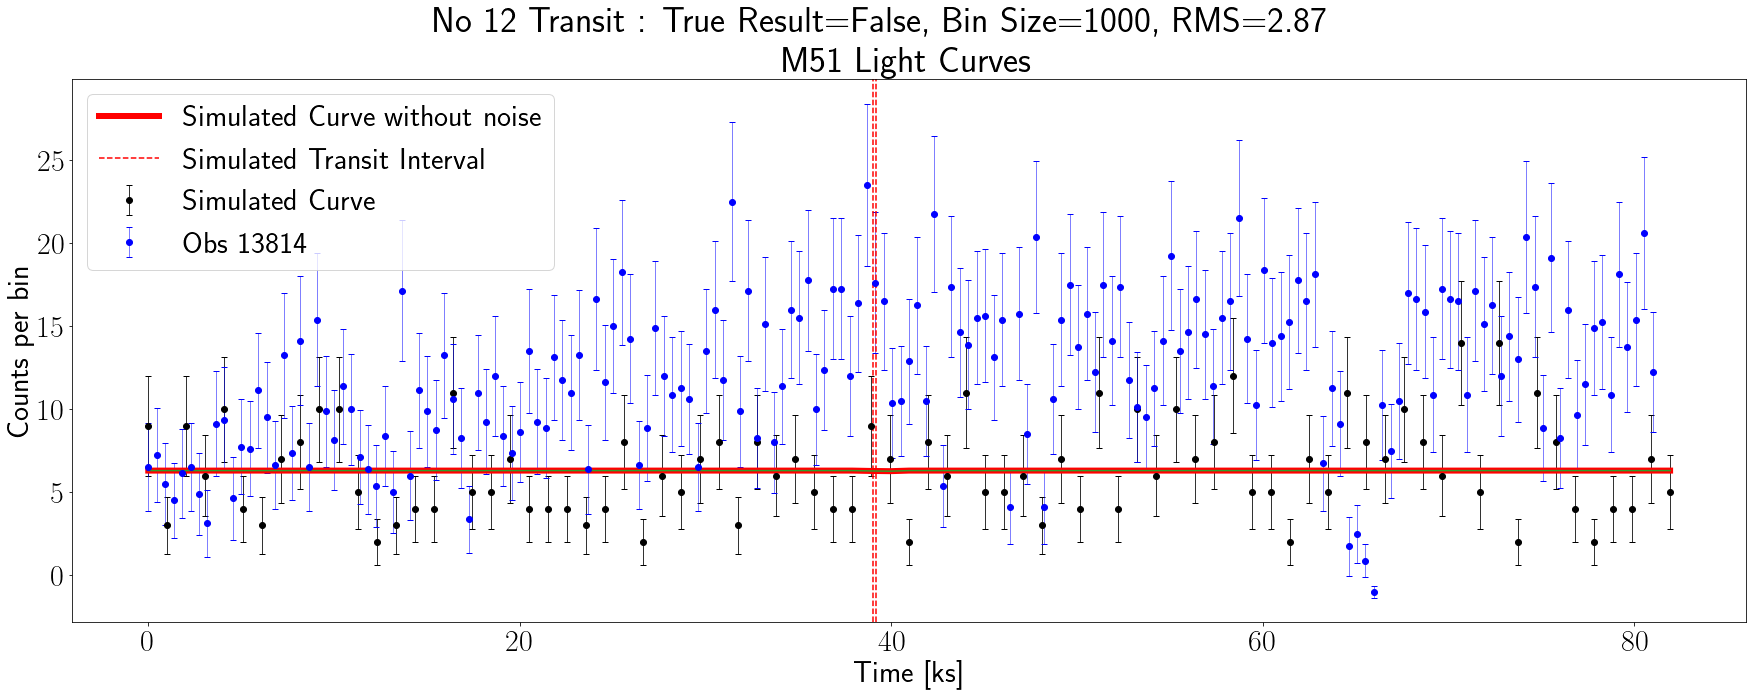 No 12 Transit : True Result=False, Bin Size=1000, RMS=2.87
M51 Light Curves
Simulated Curve without noise
Simulated Transit Interval
Simulated Curve
Obs 13814
Counts per bin
25
20
15
10
5
0
0 20 40 60 80
Time [ks]